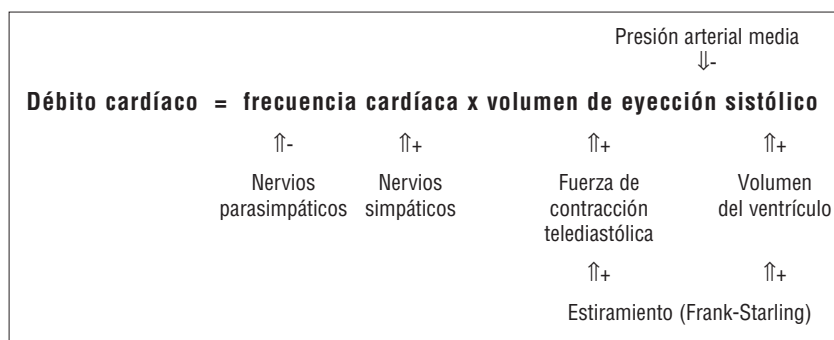 Presión arterial media
⇓-
Débito cardíaco = frecuencia cardíaca x volumen de eyección sistólico
⇑- ⇑+ ⇑+ ⇑+
Nervios Nervios Fuerza de Volumen
parasimpáticos simpáticos contracción del ventrículo
telediastólica
⇑+ ⇑+
Estiramiento (Frank-Starling)